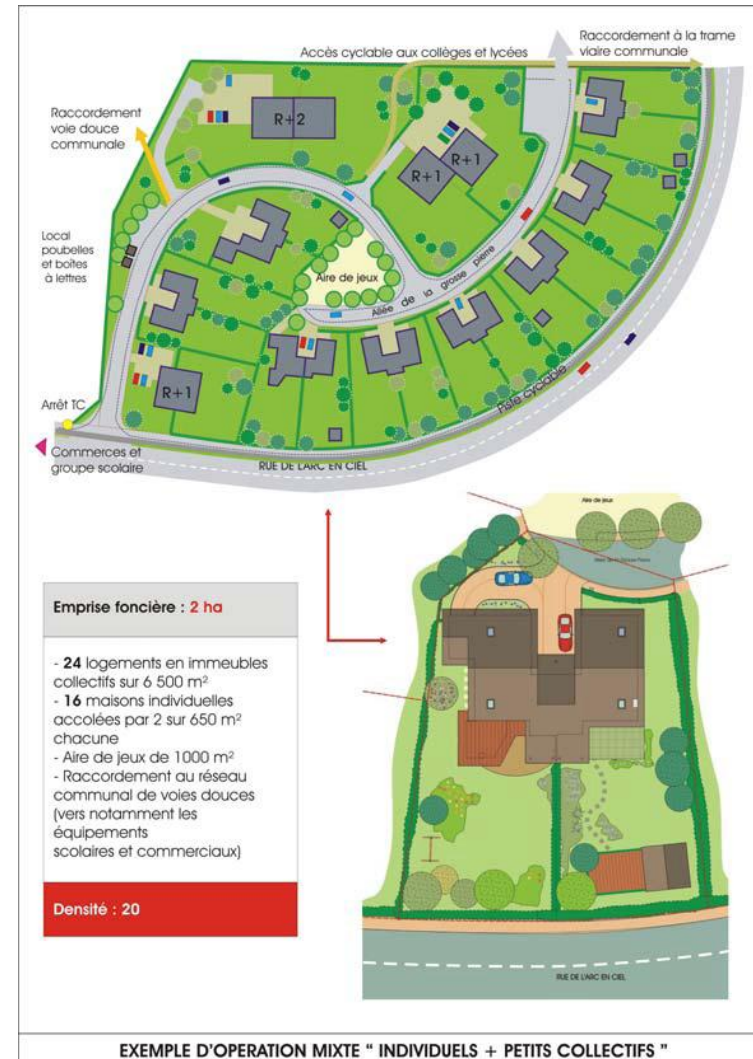 Accès cyclable aux collèges et lycées
Raccordement à la trame
viaire communale
Raccordement
voie douce
communale
R+2
R+1
R+1
Local
poubelles
et boîtes
à lettres
Aire de jeux
Allée de la grosse pierre
R+1
Arrêt TC
Piste cyclable
Commerces et
groupe scolaire
RUE DE L'ARC EN CIEL
Aire de jeux
Emprise foncière : 2 ha
- 24 logements en immeubles
collectifs sur 6 500 m²
- 16 maisons individuelles
accolées par 2 sur 650 m²
chacune
- Aire de jeux de 1000 m²
- Raccordement au réseau
communal de voies douces
(vers notamment les
équipements
scolaires et commerciaux)
Densité : 20
RUE DE L'ARC EN CIEL
EXEMPLE D'OPERATION MIXTE " INDIVIDUELS + PETITS COLLECTIFS "